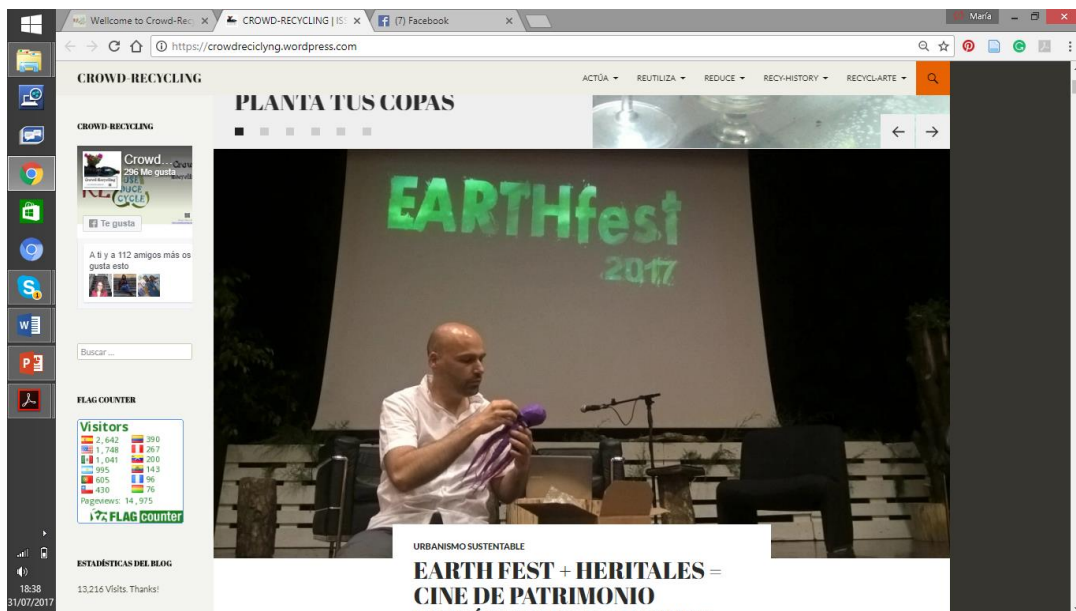 Wellcome to Crowd-Rec
CROWD-RECYCLING | IS
(7) Facebook
María
https://crowdreciclyng.wordpress.com
CROWD-RECYCLING
ACTÚA
REUTILIZA
REDUCE
RECY-HISTORY
RECYCL-ARTE
PLANTA TUS COPAS
CROWD-RECYCLING
Crowd...
296 Me gusta
Te gusta
A ti y a 112 amigos más os
gusta esto
Buscar ...
FLAG COUNTER
Visitors
2,642 390
1,748 267
1,041 200
995 143
605 96
430 76
Pageviews: 14,975
FLAG counter
ESTADÍSTICAS DEL BLOG
13,216 Visits. Thanks!
EARTHfest
2017
URBANISMO SUSTENTABLE
EARTH FEST + HERITALES =
CINE DE PATRIMONIO
18:38
31/07/2017